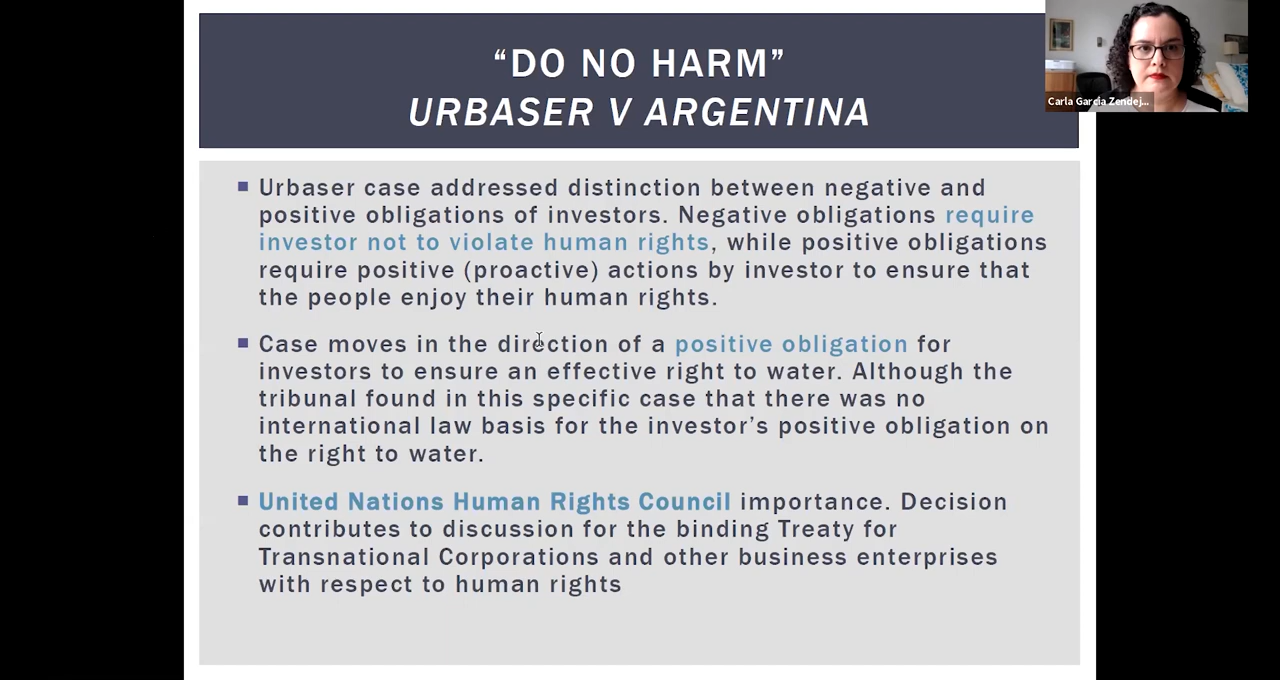 “DO NO HARM”
URBASER V ARGENTINA
Carla García Zendej...
■ Urbaser case addressed distinction between negative and
positive obligations of investors. Negative obligations require
investor not to violate human rights, while positive obligations
require positive (proactive) actions by investor to ensure that
the people enjoy their human rights.
■ Case moves in the direction of a positive obligation for
investors to ensure an effective right to water. Although the
tribunal found in this specific case that there was no
international law basis for the investor’s positive obligation on
the right to water.
■ United Nations Human Rights Council importance. Decision
contributes to discussion for the binding Treaty for
Transnational Corporations and other business enterprises
with respect to human rights